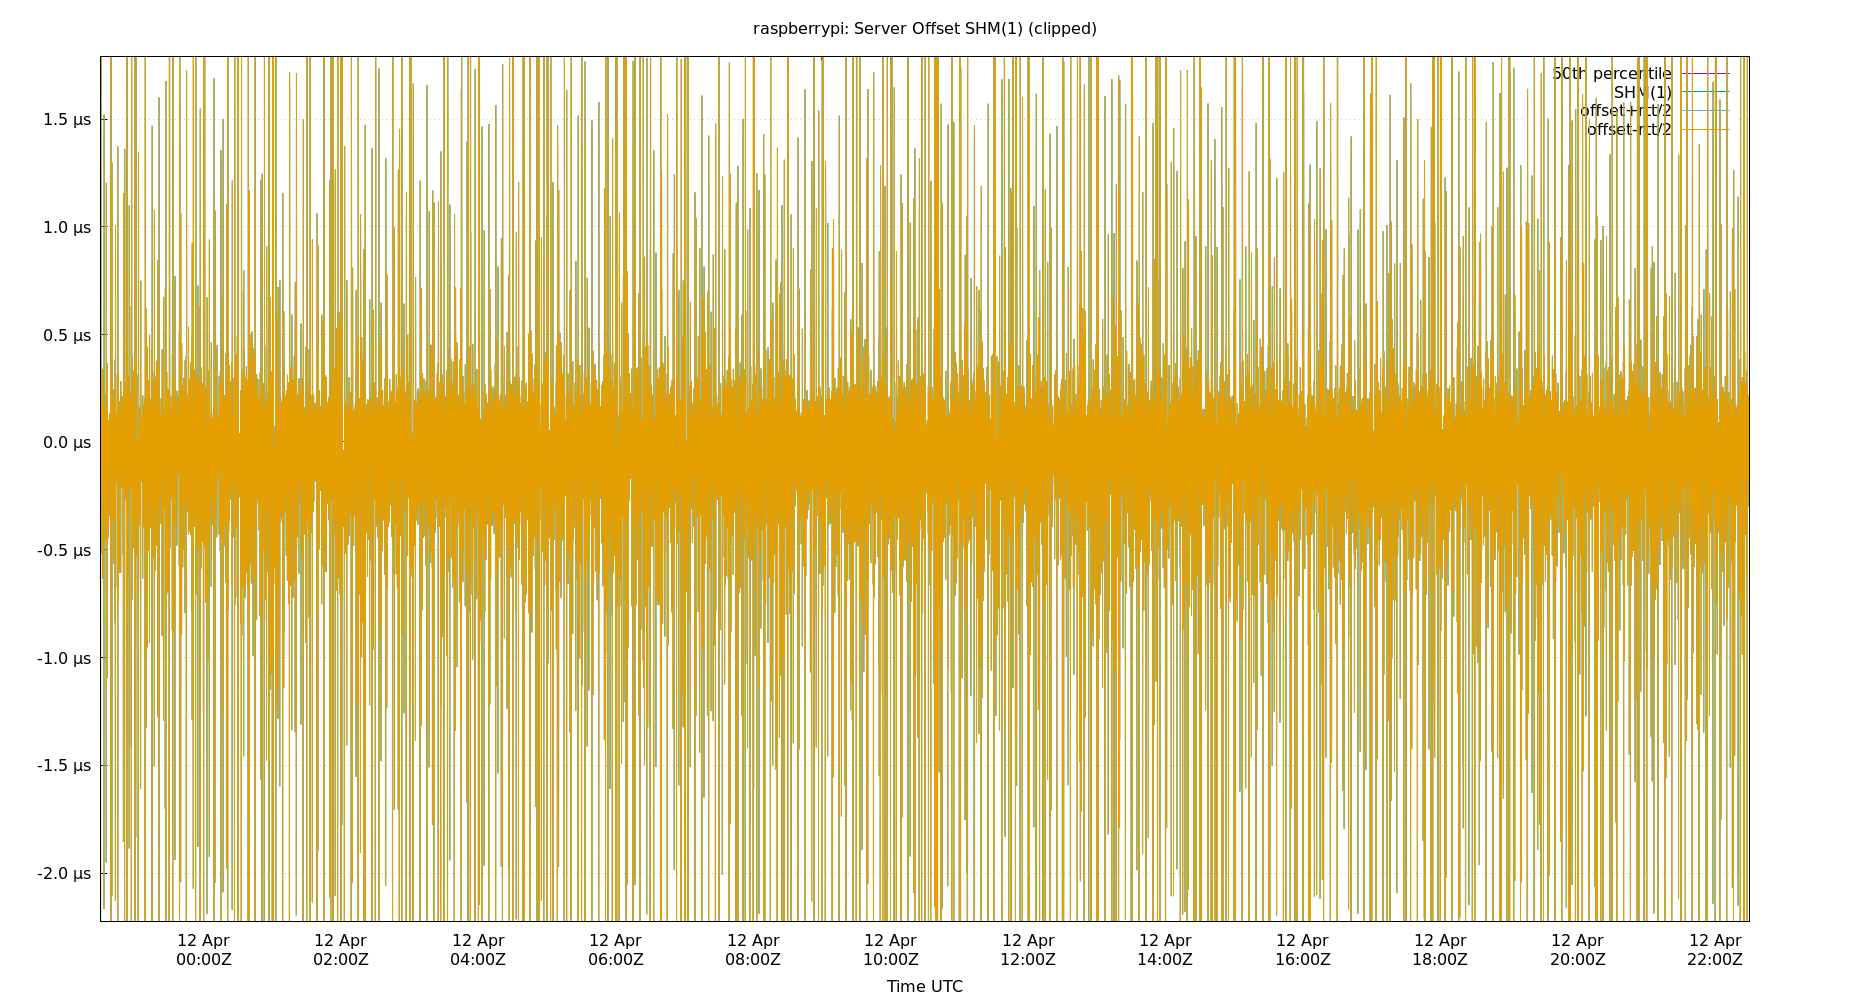 raspberrypi: Server Offset SHM(1) (clipped)
50th percentile
SHM(1)
offset+rtt/2
offset-rtt/2
1.5 µs
1.0 µs
0.5 µs
0.0 µs
-0.5 µs
-1.0 µs
-1.5 µs
-2.0 µs
12 Apr 12 Apr 12 Apr 12 Apr 12 Apr 12 Apr 12 Apr 12 Apr 12 Apr 12 Apr 12 Apr 12 Apr
00:00Z 02:00Z 04:00Z 06:00Z 08:00Z 10:00Z 12:00Z 14:00Z 16:00Z 18:00Z 20:00Z 22:00Z
Time UTC